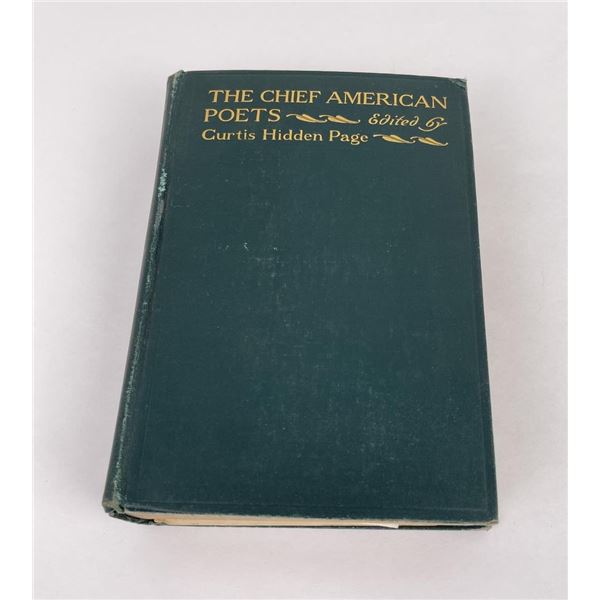 THE CHIEF AMERICAN
POETS Edited by
Curtis Hidden Page